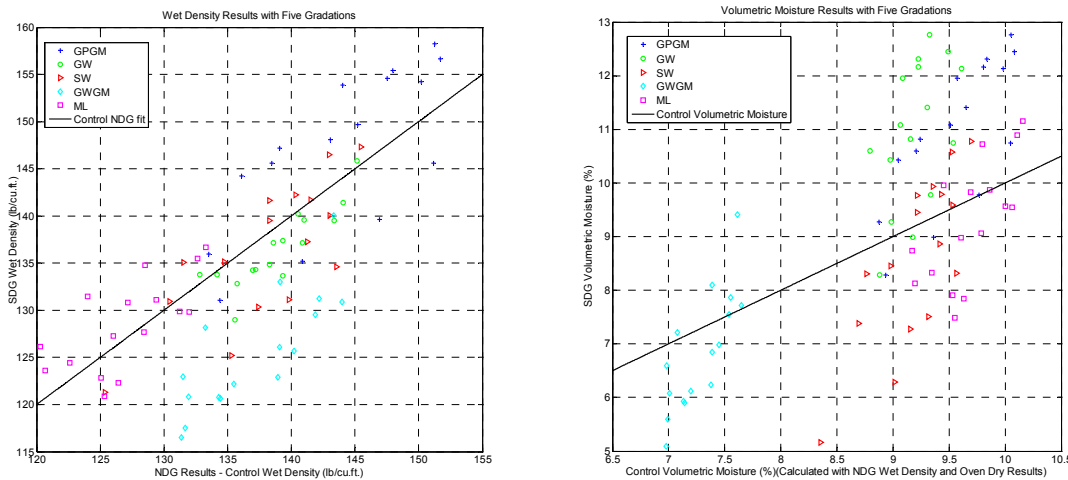 Wet Density Results with Five Gradations
160
155
150
145
140
135
130
125
120
115
GPGM
GW
SW
GWGM
ML
Control NDG fit
SDG Wet Density (lb/cu.ft.)
120 125 130 135 140 145 150 155
NDG Results - Control Wet Density (lb/cu.ft.)
Volumetric Moisture Results with Five Gradations
13
12
11
10
9
8
7
6
5
GPGM
GW
SW
GWGM
ML
Control Volumetric Moisture
SDG Volumetric Moisture (%)
6.5 7 7.5 8 8.5 9 9.5 10 10.5
Control Volumetric Moisture (%)(Calculated with NDG Wet Density and Oven Dry Results)